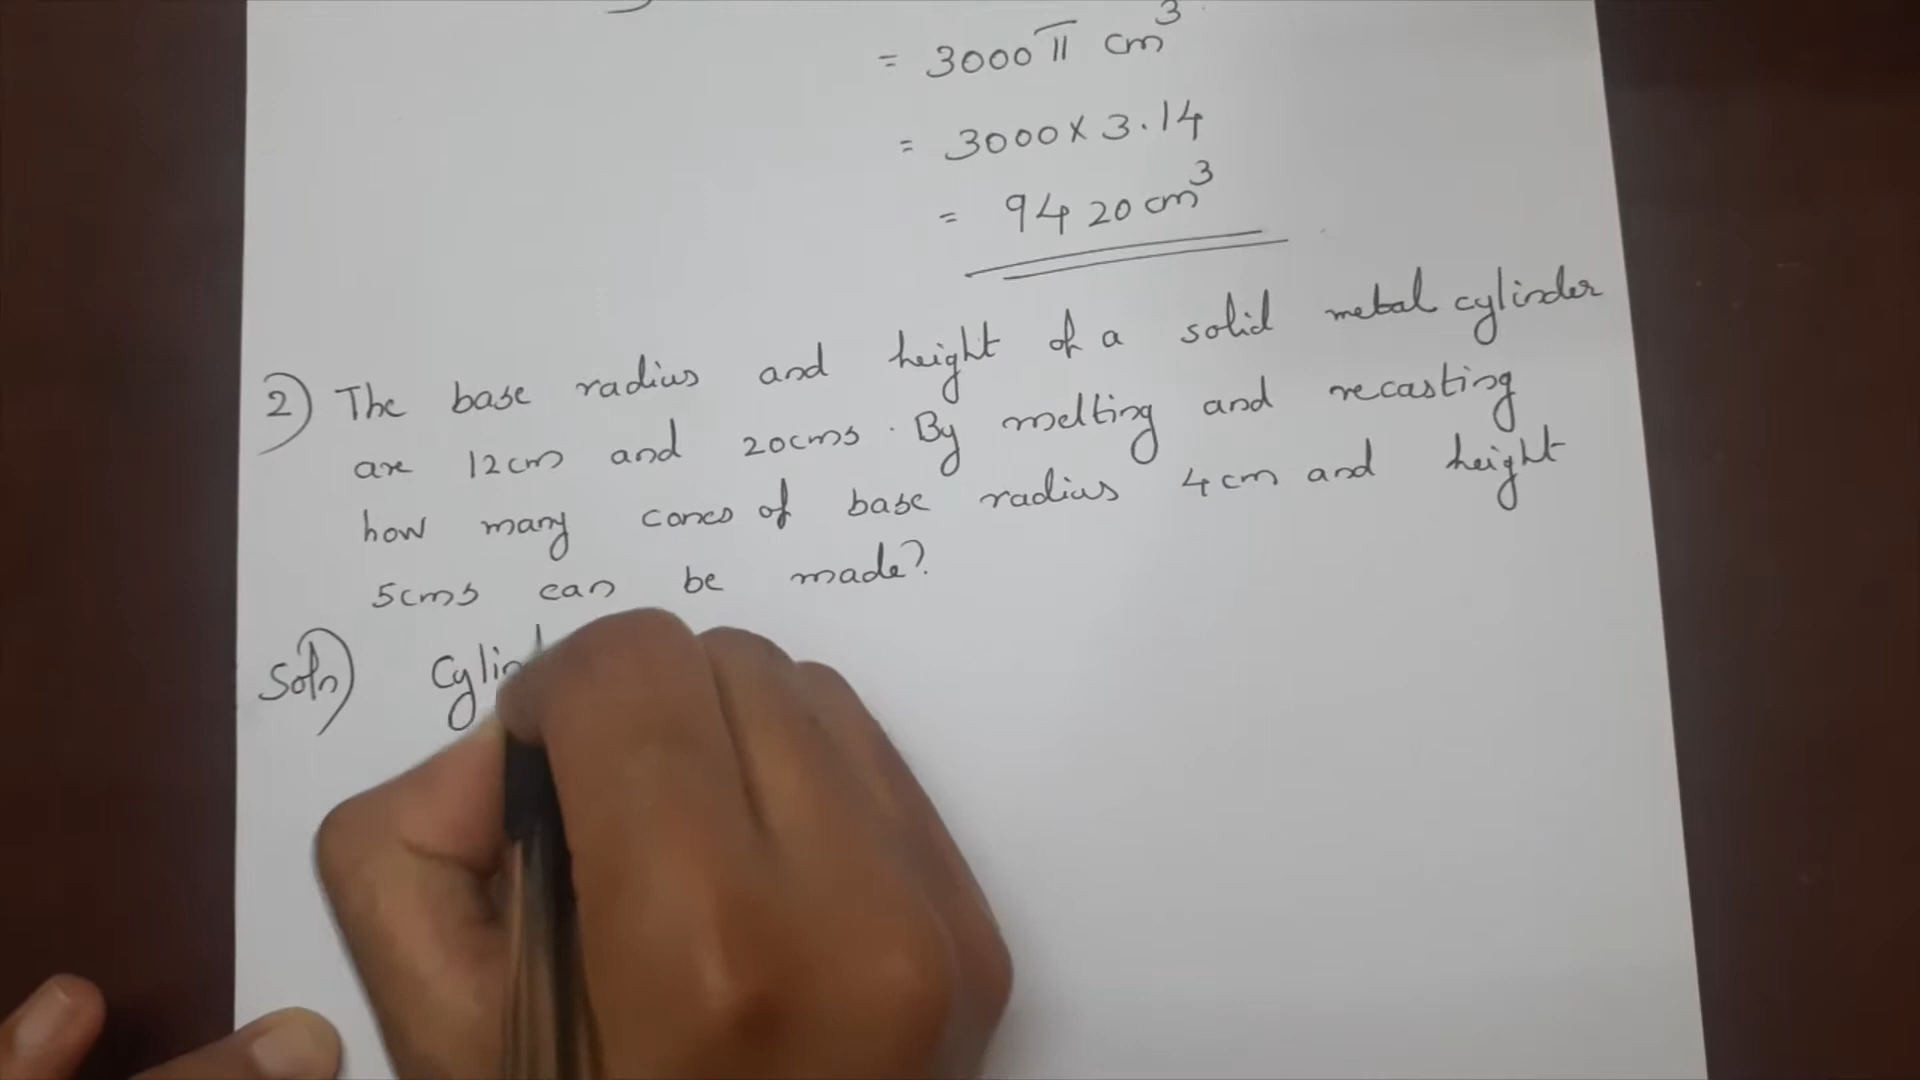 = 3000π cm³
= 3000 × 3.14
= 9420 cm³
2) The base radius and height of a solid metal cylinder
are 12cm and 20cms. By melting and recasting
how many cones of base radius 4cm and height
5cms can be made?
Soln)